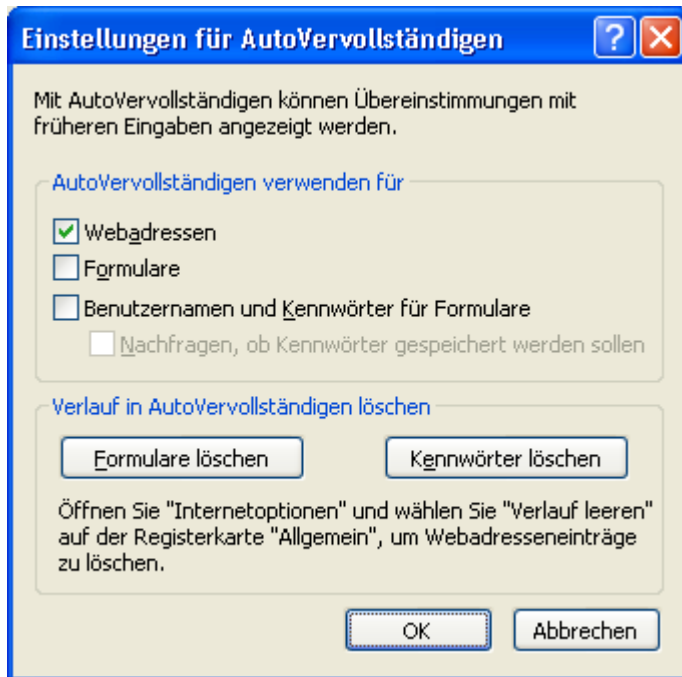 Einstellungen für AutoVervollständigen
Mit AutoVervollständigen können Übereinstimmungen mit
früheren Eingaben angezeigt werden.
AutoVervollständigen verwenden für
Webadressen
Formulare
Benutzernamen und Kennwörter für Formulare
Nachfragen, ob Kennwörter gespeichert werden sollen
Verlauf in AutoVervollständigen löschen
Formulare löschen
Kennwörter löschen
Öffnen Sie "Internetoptionen" und wählen Sie "Verlauf leeren"
auf der Registerkarte "Allgemein", um Webadresseneinträge
zu löschen.
OK
Abbrechen